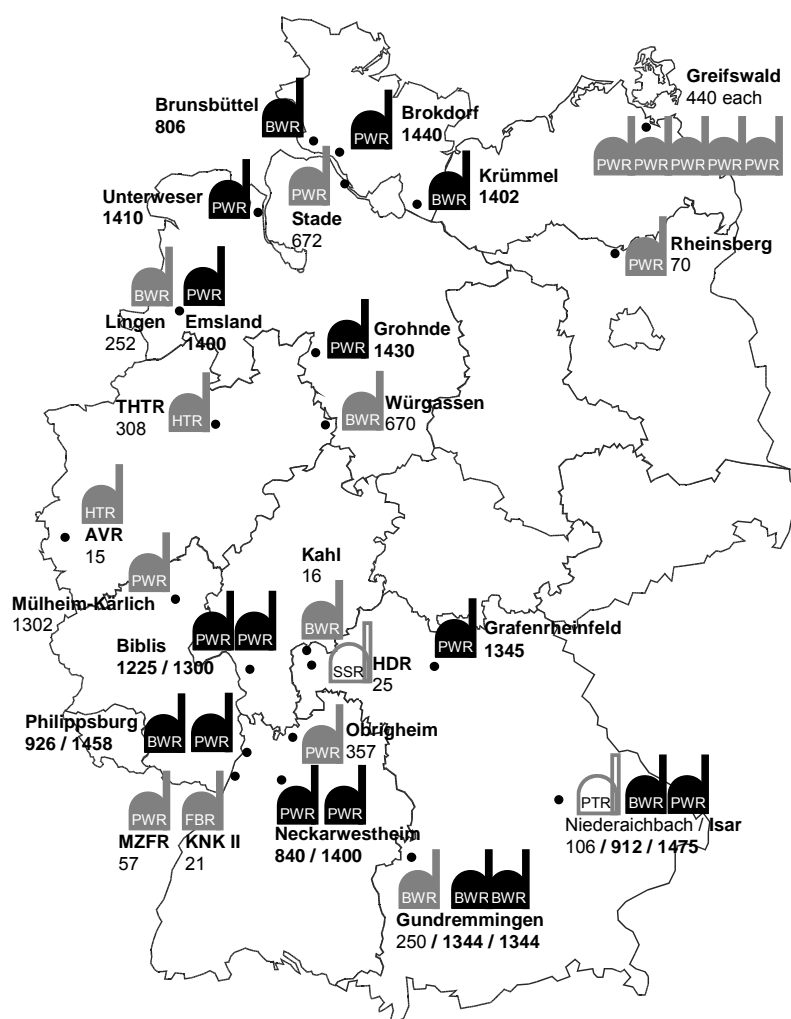 Greifswald
440 each
PWR PWR PWR PWR PWR
Brunsbüttel
806
BWR
Brokdorf
1440
PWR
Krümmel
1402
BWR
Unterweser
1410
PWR
PWR
Stade
672
PWR
Rheinsberg
70
BWR
PWR
Lingen
252
Emsland
1400
PWR
Grohnde
1430
THTR
308
HTR
BWR
Würgassen
670
HTR
AVR
15
PWR
Mülheim-Kärlich
1302
Kahl
16
BWR
Biblis
1225 / 1300
PWR PWR
SSR
HDR
25
PWR
Grafenrheinfeld
1345
Philippsburg
926 / 1458
BWR PWR
PWR
Obrigheim
357
PWR
MZFR
57
FBR
KNK II
21
PWR PWR
Neckarwestheim
840 / 1400
PTR BWR PWR
Niederaichbach / Isar
106 / 912 / 1475
BWR BWR BWR
Gundremmingen
250 / 1344 / 1344